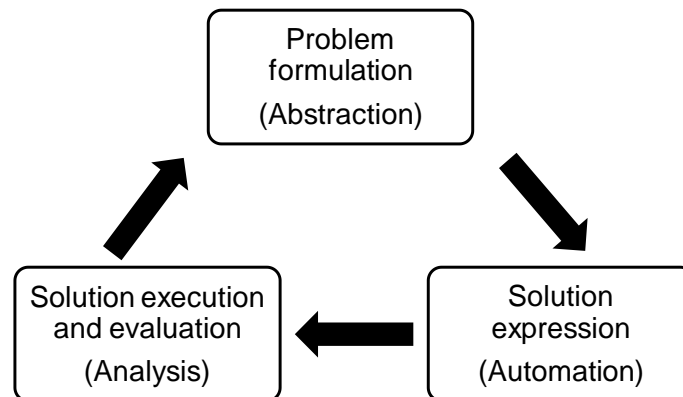 Problem
formulation
(Abstraction)
Solution execution
and evaluation
(Analysis)
Solution
expression
(Automation)